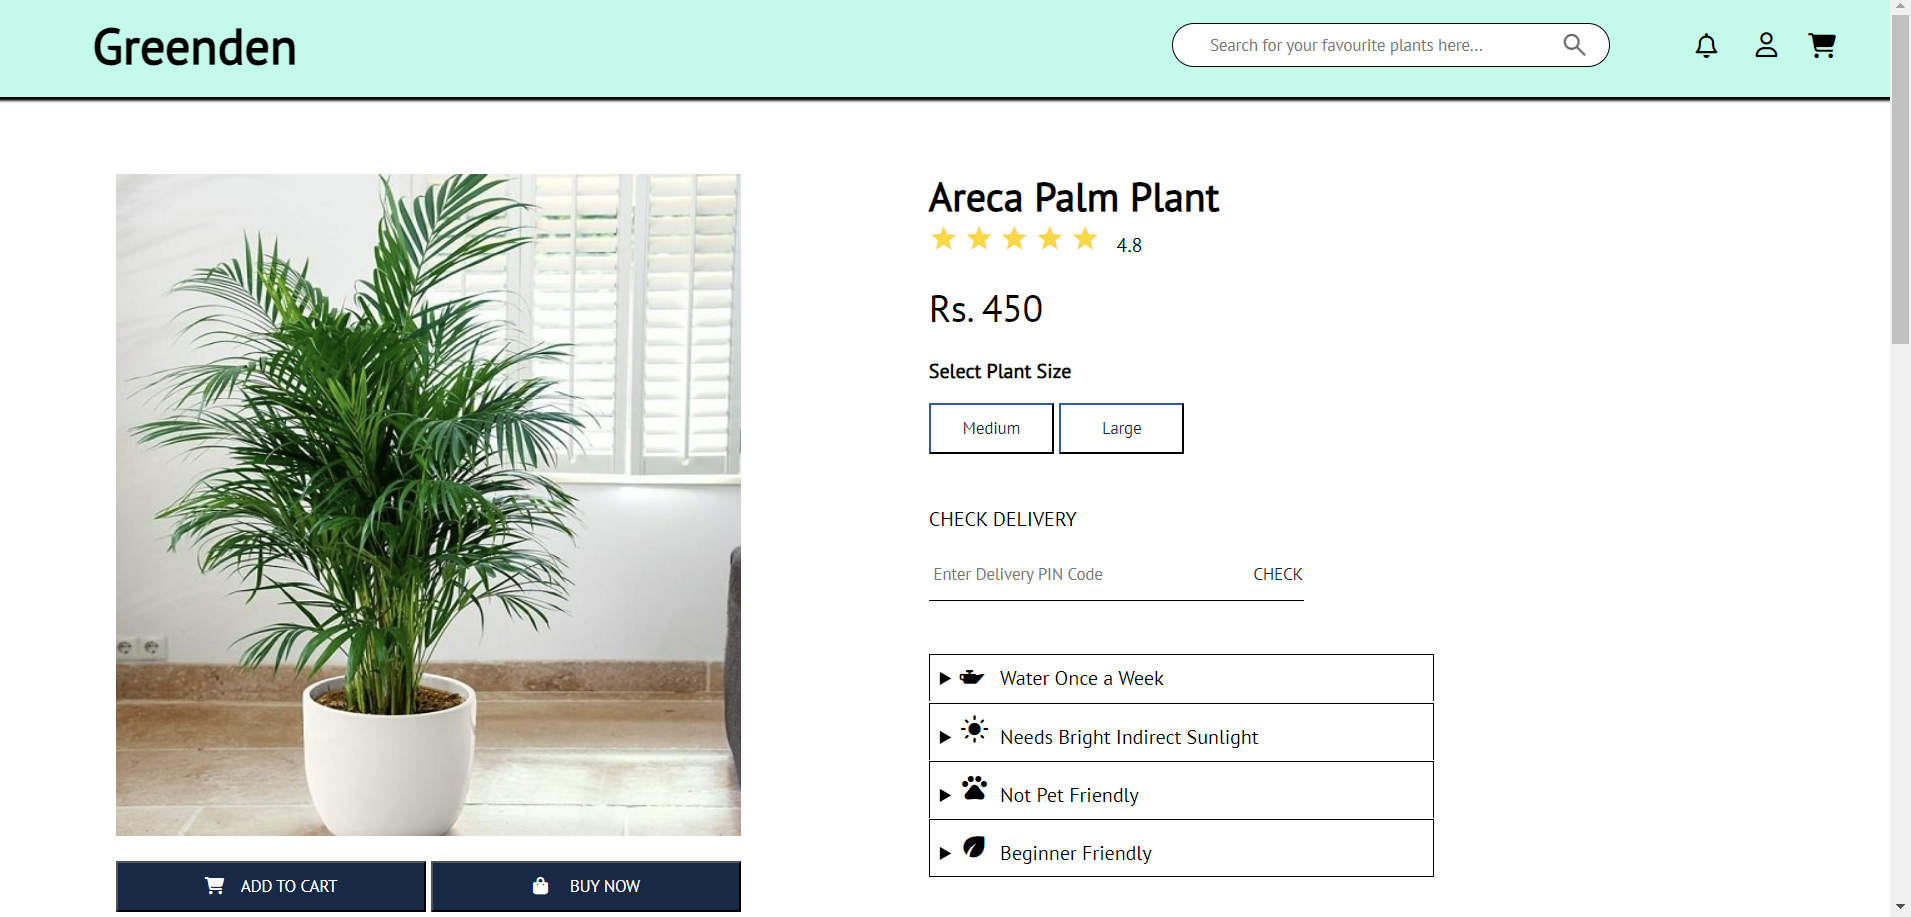 Greenden
Search for your favourite plants here...
Areca Palm Plant
4.8
Rs. 450
Select Plant Size
Medium Large
CHECK DELIVERY
Enter Delivery PIN Code CHECK
Water Once a Week
Needs Bright Indirect Sunlight
Not Pet Friendly
Beginner Friendly
ADD TO CART BUY NOW